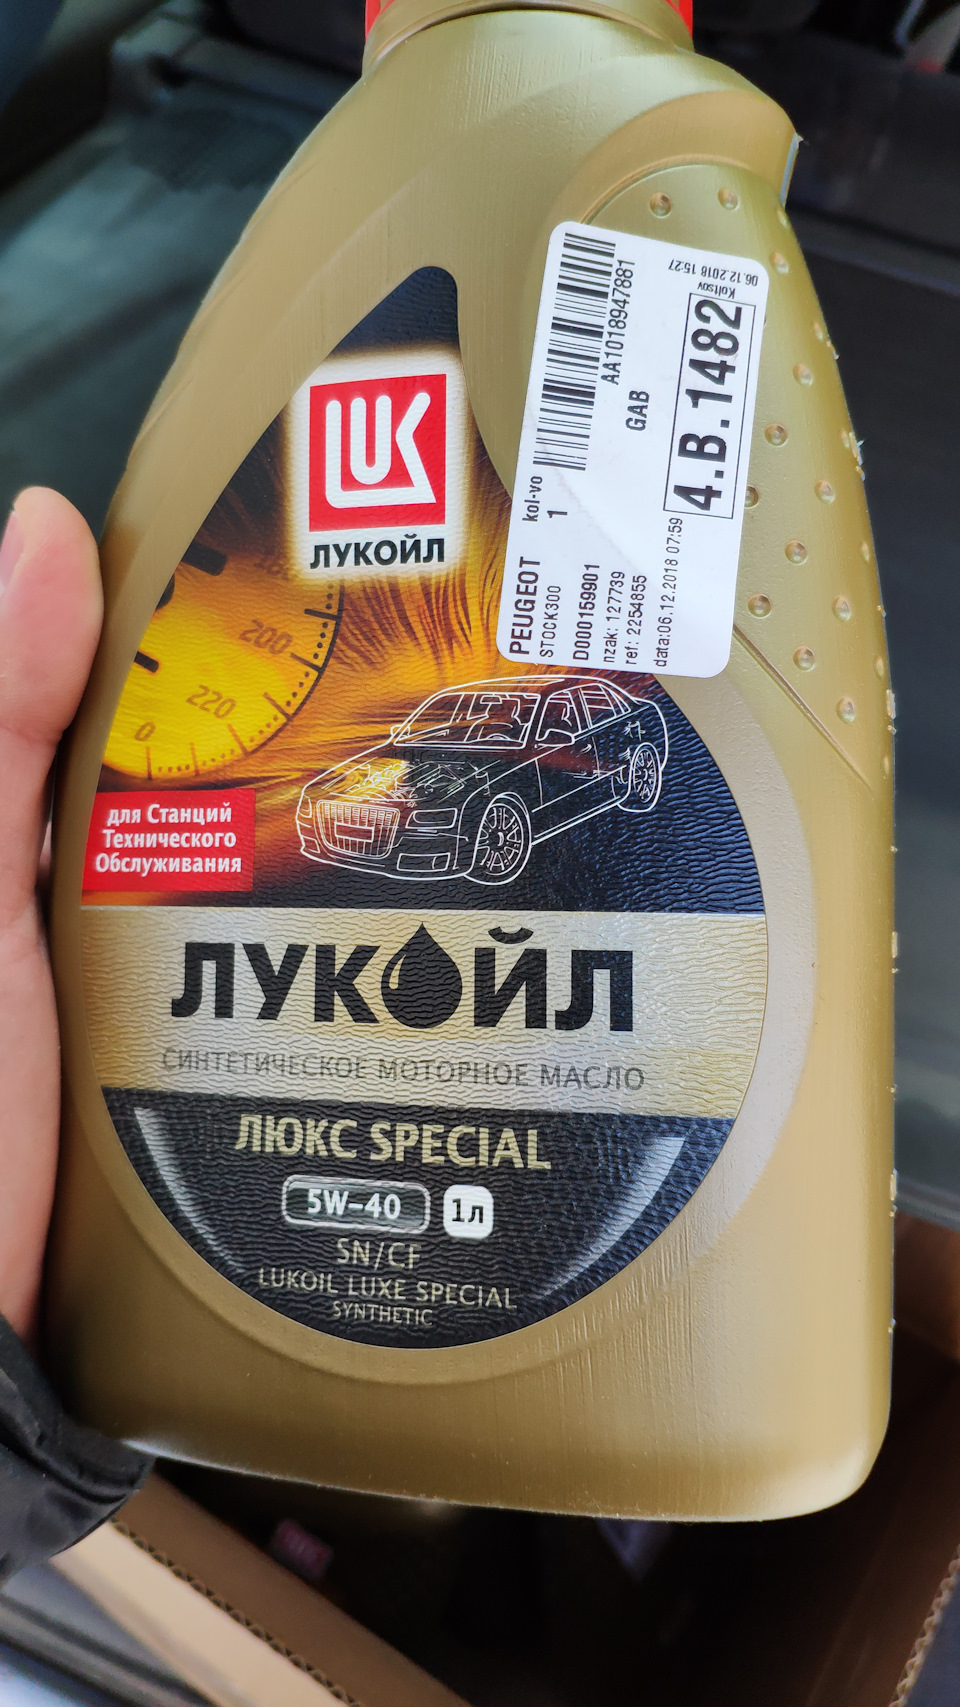 LUK
ЛУКОЙЛ
200
220
0
для Станций
Технического
Обслуживания
ЛУКОЙЛ
СИНТЕТИЧЕСКОЕ МОТОРНОЕ МАСЛО
ЛЮКС SPECIAL
5W-40 1л
SN/CF
LUKOIL LUXE SPECIAL
SYNTHETIC
AA1018947881
PEUGEOT kol-vo
STOCK300 1 GAB
D000159901
nzak: 127739
ref: 2254855
data:06.12.2018 07:59
4.B.1482
Koltsov
06.12.2018 15:27